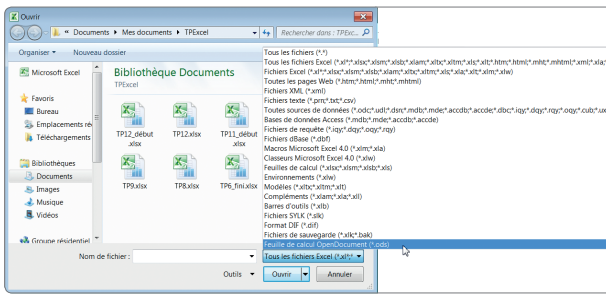 Ouvrir
« Document ▸ Mes documents ▸ TPExcel
Rechercher dans : TPExc...
Organiser ▾ Nouveau dossier
Microsoft Excel
Favoris
Bureau
Emplacements ré
Téléchargements
Bibliothèques
Documents
Images
Musique
Vidéos
Groupe résidentiel
Bibliothèque Documents
TPExcel
TP12_début.xlsx
TP12.xlsx
TP11_début.xlsx
TP9.xlsx
TP8.xlsx
TP6_fini.xlsx
Tous les fichiers (*.*)
Tous les fichiers Excel (*.xl*;*.xlsx;*.xlsm;*.xlsb;*.xlam;*.xltx;*.xltm;*.xls;*.xlt;*.htm;*.html;*.mht;*.mhtml;*.xml;*.xla;*
Fichiers Excel (*.xl*;*.xlsx;*.xlsm;*.xlsb;*.xlam;*.xltx;*.xltm;*.xls;*.xla;*.xlt;*.xlm;*.xlw)
Toutes les pages Web (*.htm;*.html;*.mht;*.mhtml)
Fichiers XML (*.xml)
Fichiers texte (*.prn;*.txt;*.csv)
Toutes sources de données (*.odc;*.udl;*.dsn;*.mdb;*.mde;*.accdb;*.accde;*.dbc;*.iqy;*.dqy;*.rqy;*.oqy;*.cub;*.ux
Bases de données Access (*.mdb;*.mde;*.accdb;*.accde)
Fichiers de requête (*.iqy;*.dqy;*.oqy;*.rqy)
Fichiers dBase (*.dbf)
Macros Microsoft Excel 4.0 (*.xlm;*.xla)
Classeurs Microsoft Excel 4.0 (*.xlw)
Feuilles de calcul (*.xlsx;*.xlsm;*.xlsb;*.xls)
Environnements (*.xlw)
Modèles (*.xltx;*.xltm;*.xlt)
Compléments (*.xlam;*.xla;*.xll)
Barres d'outils (*.xlb)
Fichiers SYLK (*.slk)
Format DIF (*.dif)
Fichiers de sauvegarde (*.xlk;*.bak)
Feuille de calcul OpenDocument (*.ods)
Nom de fichier :
Tous les fichiers Excel (*.xl*;*
Outils ▾ Ouvrir ▾ Annuler